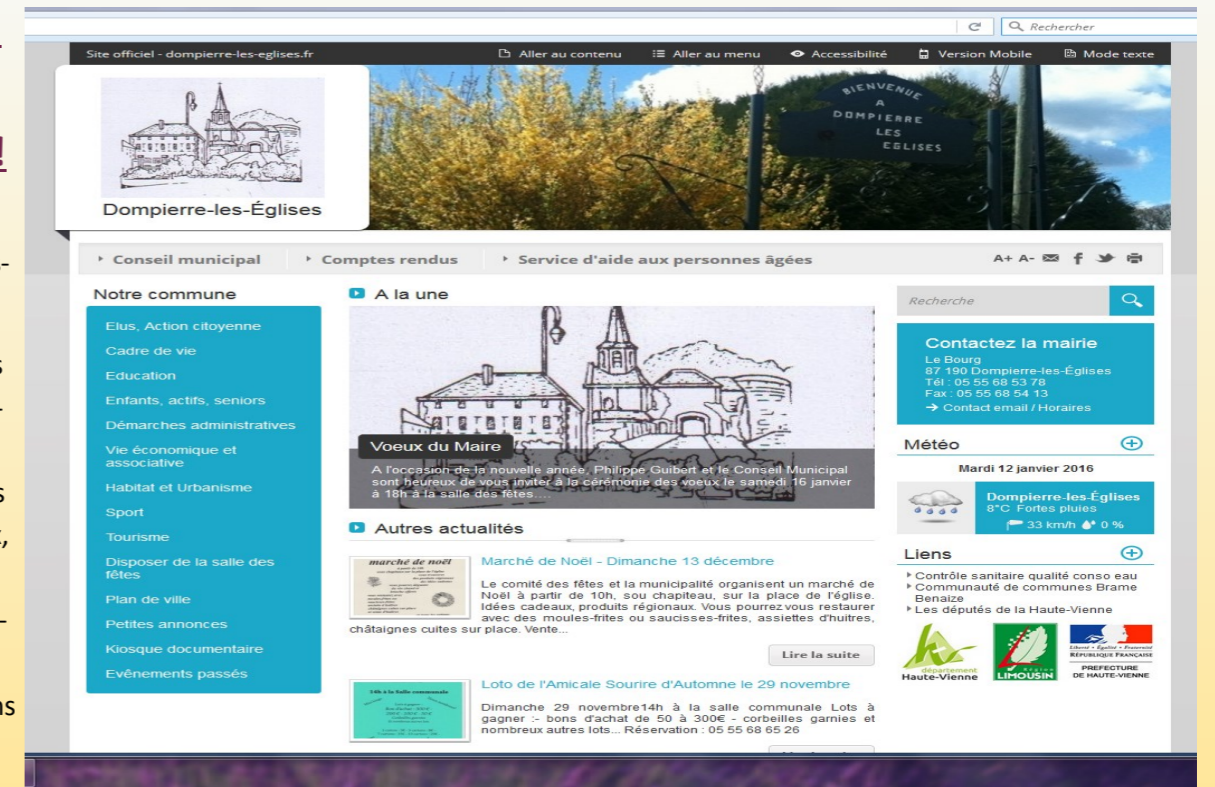 Rechercher
Site officiel - dompierre-les-eglises.fr
Aller au contenu
Aller au menu
Accessibilité
Version Mobile
Mode texte
BIENVENUE
A
DOMPIERRE
LES
EGLISES
Dompierre-les-Églises
Conseil municipal
Comptes rendus
Service d'aide aux personnes âgées
A+ A-
Notre commune
Elus, Action citoyenne
Cadre de vie
Education
Enfants, actifs, seniors
Démarches administratives
Vie économique et
associative
Habitat et Urbanisme
Sport
Tourisme
Disposer de la salle des
fêtes
Plan de ville
Petites annonces
Kiosque documentaire
Evênements passés
A la une
Voeux du Maire
A l'occasion de la nouvelle année, Philippe Guibert et le Conseil Municipal
sont heureux de vous inviter à la cérémonie des voeux le samedi 16 janvier
à 18h à la salle des fêtes....
Autres actualités
marché de noël
Marché de Noël - Dimanche 13 décembre
Le comité des fêtes et la municipalité organisent un marché de
Noël à partir de 10h, sou chapiteau, sur la place de l'église.
Idées cadeaux, produits régionaux. Vous pourrez vous restaurer
avec des moules-frites ou saucisses-frites, assiettes d'huitres,
châtaignes cuites sur place. Vente...
Lire la suite
14h à la Salle communale
Loto de l'Amicale Sourire d'Automne le 29 novembre
Dimanche 29 novembre14h à la salle communale Lots à
gagner :- bons d'achat de 50 à 300€ - corbeilles garnies et
nombreux autres lots... Réservation : 05 55 68 65 26
Recherche
Contactez la mairie
Le Bourg
87 190 Dompierre-les-Églises
Tél : 05 55 68 53 78
Fax : 05 55 68 54 13
Contact email / Horaires
Météo
Mardi 12 janvier 2016
Dompierre-les-Églises
8°C Fortes pluies
33 km/h 0 %
Liens
Contrôle sanitaire qualité conso eau
Communauté de communes Brame
Benaize
Les députés de la Haute-Vienne
département
Haute-Vienne
Région
LIMOUSIN
Liberté • Égalité • Fraternité
RÉPUBLIQUE FRANÇAISE
PREFECTURE
DE HAUTE-VIENNE